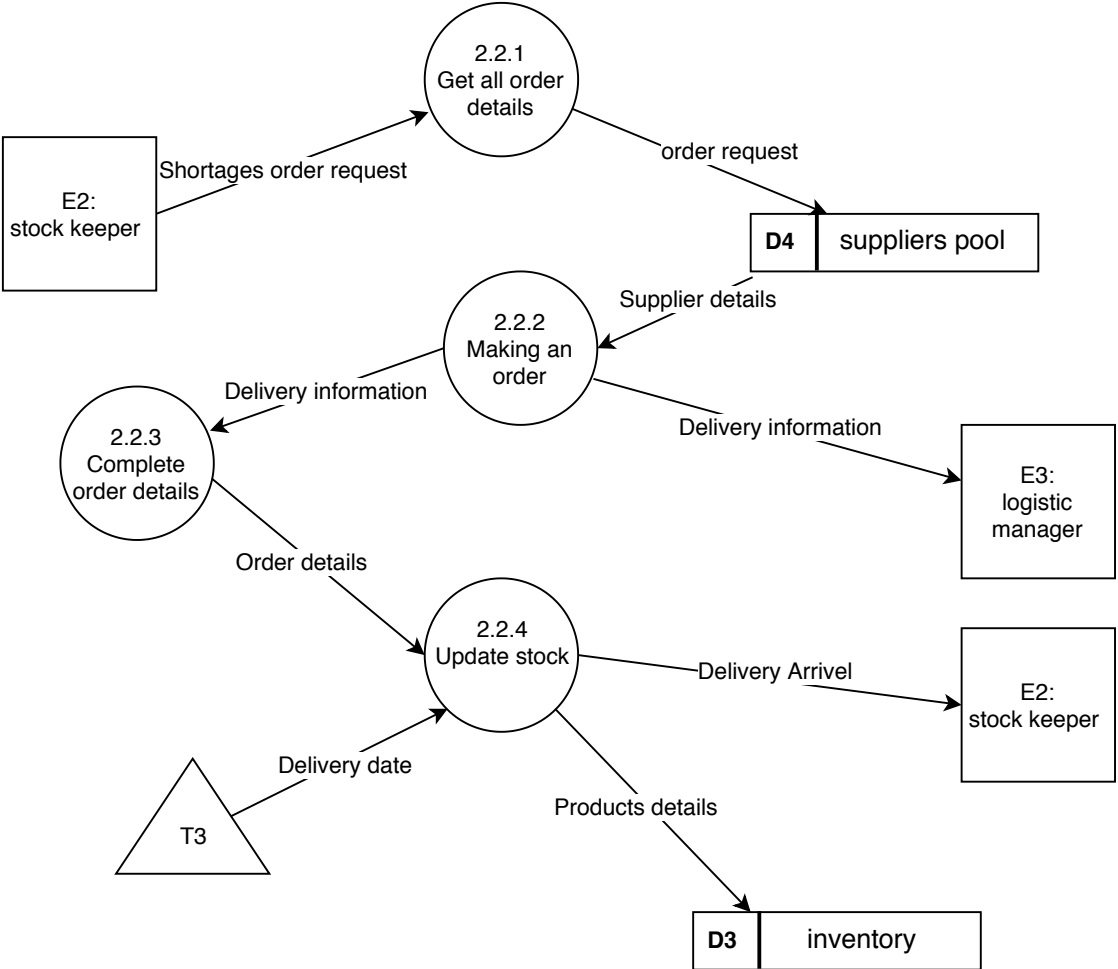 2.2.1
Get all order
details
Shortages order request
order request
E2:
stock keeper
D4
suppliers pool
Supplier details
2.2.2
Making an
order
Delivery information
Delivery information
2.2.3
Complete
order details
E3:
logistic
manager
Order details
2.2.4
Update stock
Delivery Arrivel
E2:
stock keeper
Delivery date
T3
Products details
D3
inventory